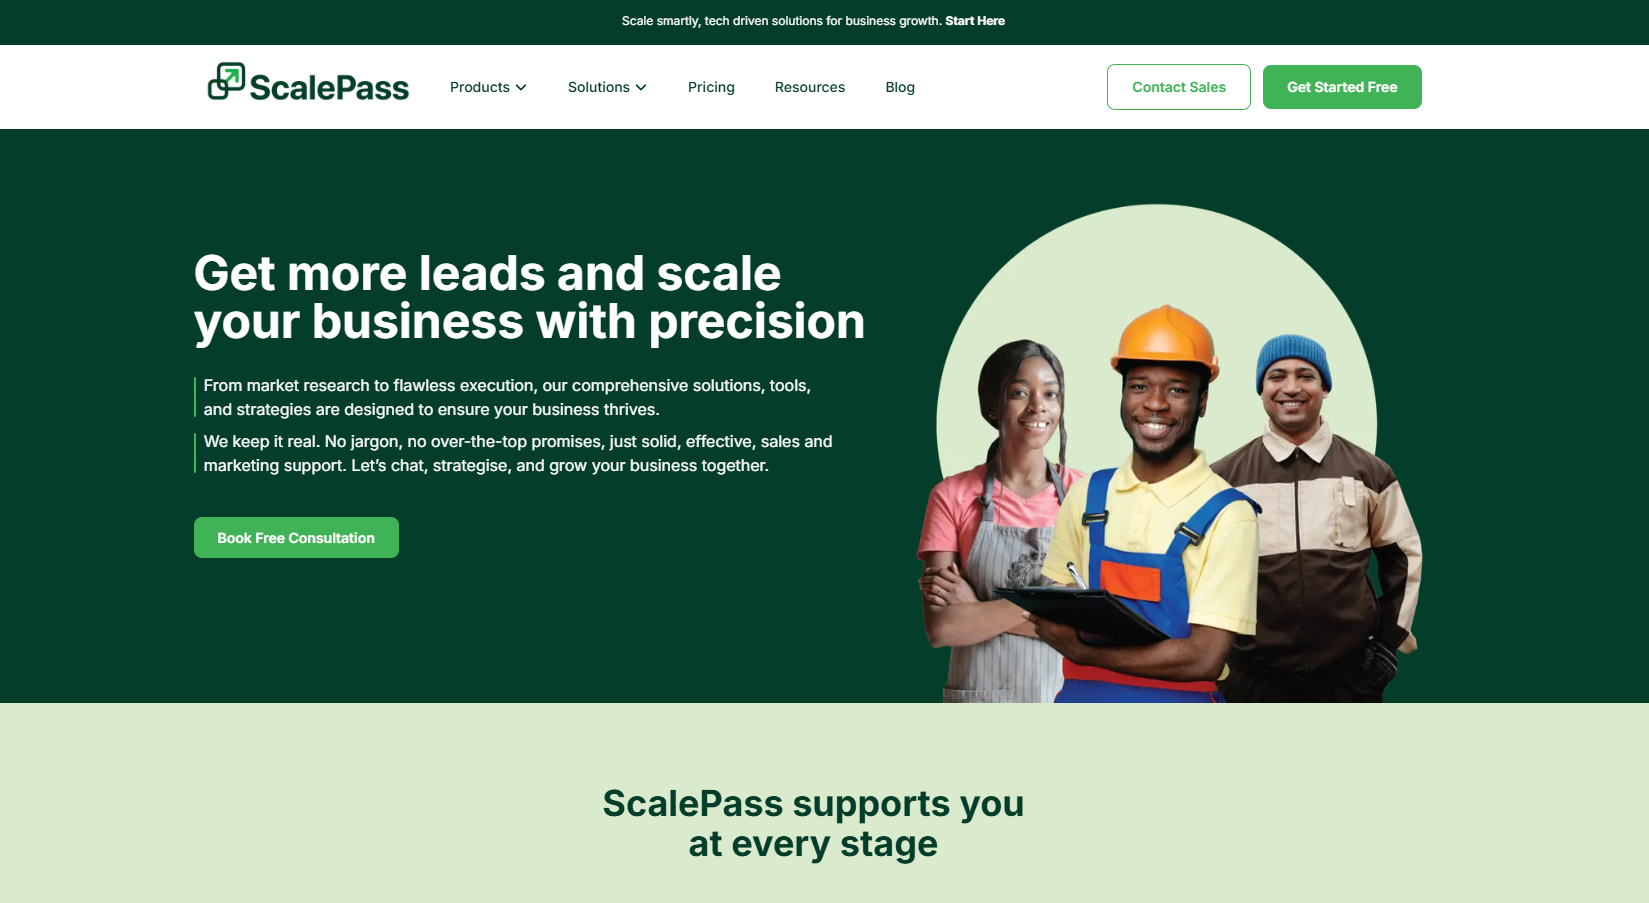 Scale smartly, tech driven solutions for business growth. Start Here
ScalePass
Products
Solutions
Pricing
Resources
Blog
Contact Sales
Get Started Free
Get more leads and scale
your business with precision
From market research to flawless execution, our comprehensive solutions, tools,
and strategies are designed to ensure your business thrives.
We keep it real. No jargon, no over-the-top promises, just solid, effective, sales and
marketing support. Let's chat, strategise, and grow your business together.
Book Free Consultation
ScalePass supports you
at every stage